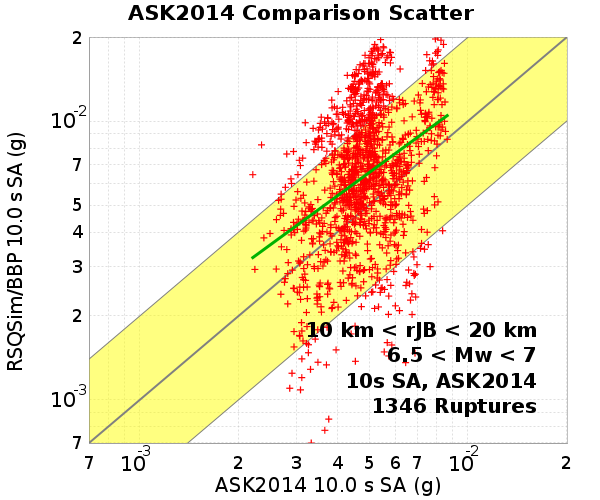 ASK2014 Comparison Scatter
RSQSim/BBP 10.0 s SA (g)
2
10-2
7
5
4
3
2
10-3
7
10 km < rJB < 20 km
6.5 < Mw < 7
10s SA, ASK2014
1346 Ruptures
7 10-3 2 3 4 5 6 7 10-2 2
ASK2014 10.0 s SA (g)